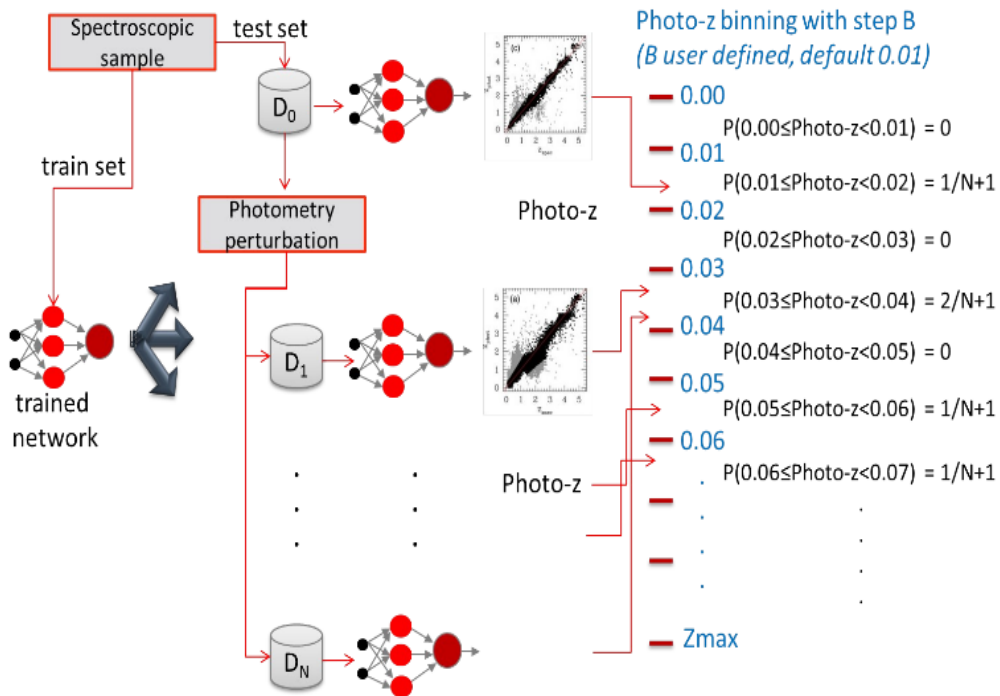 Spectroscopic
sample
test set
D0
train set
Photometry
perturbation
trained
network
D1
DN
(c)
Photo-z
(a)
Photo-z
Photo-z binning with step B
(B user defined, default 0.01)
0.00
P(0.00≤Photo-z<0.01) = 0
0.01
P(0.01≤Photo-z<0.02) = 1/N+1
0.02
P(0.02≤Photo-z<0.03) = 0
0.03
P(0.03≤Photo-z<0.04) = 2/N+1
0.04
P(0.04≤Photo-z<0.05) = 0
0.05
P(0.05≤Photo-z<0.06) = 1/N+1
0.06
P(0.06≤Photo-z<0.07) = 1/N+1
Zmax